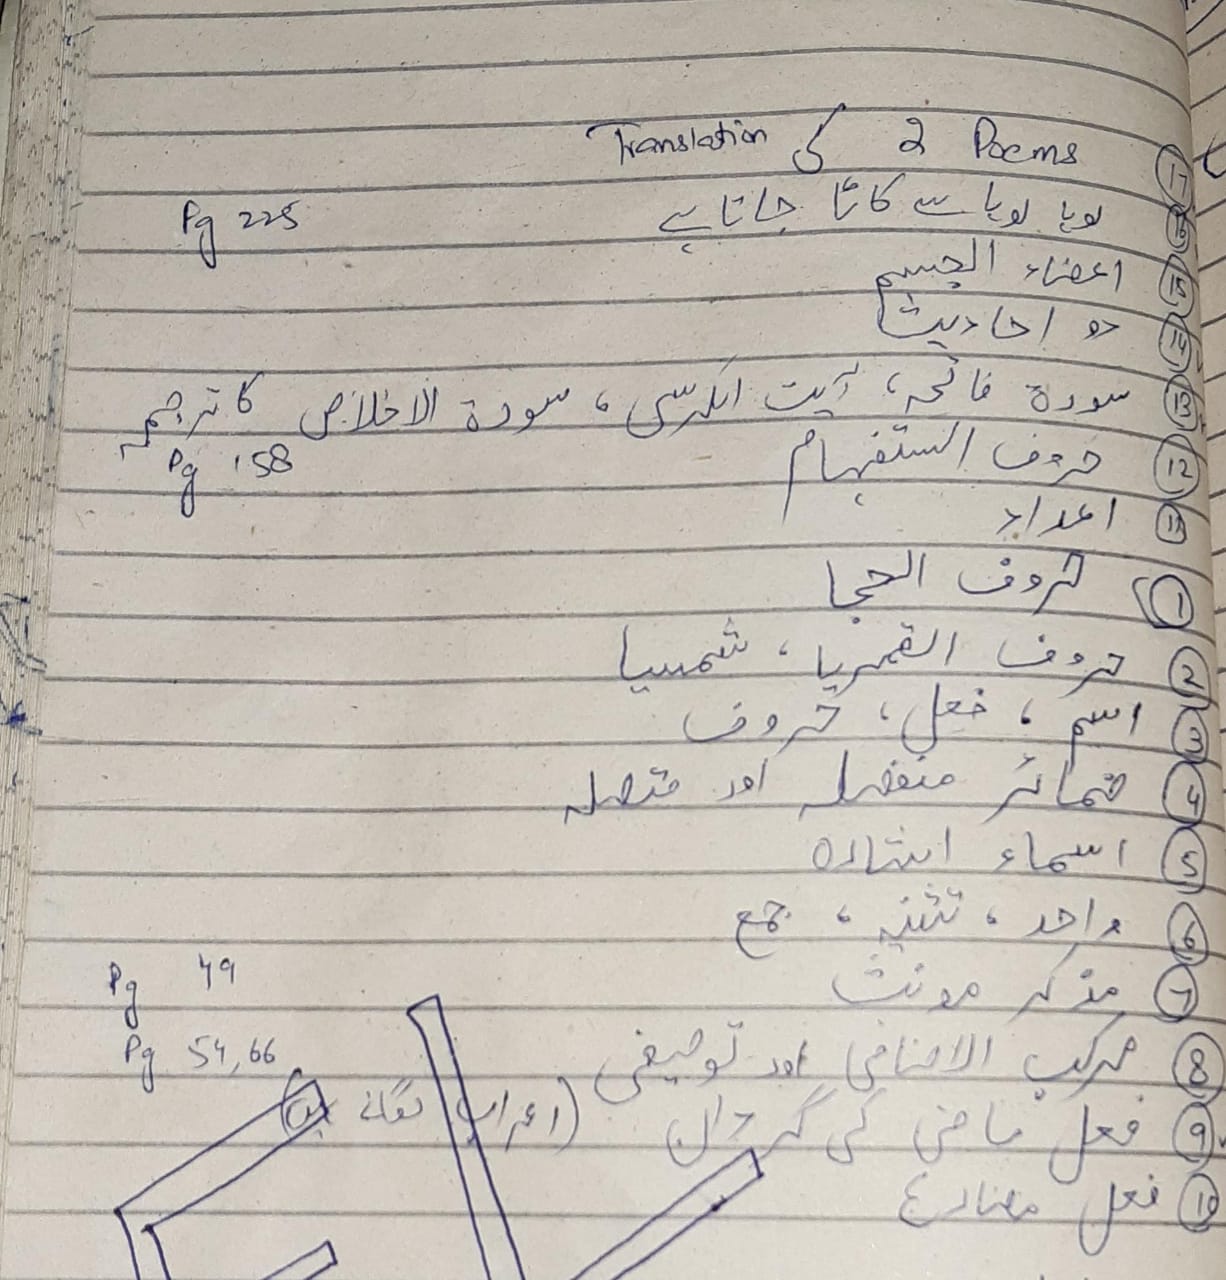 ⑰ 2 Poems کی Translation
⑯ لوہا لوہا سے کاٹا جاتا ہے Pg 225
⑮ اعضاء الجسم
⑭ دو احادیث
⑬ سورۃ فاتحہ، آیت الکرسی، سورۃ الاخلاص کا ترجمہ
⑫ حروف الستفہام Pg 158
⑪ اعداد
① حروف الحجا
② حروف القمریا، شمسیا
③ اسم، فعل، حروف
④ ضمائر منفصلہ اور متصلہ
⑤ اسماء اشارہ
⑥ واحد، تثنیہ، جمع
⑦ مذکر مونث Pg 49
⑧ مرکب الاضافی اور توصیفی Pg 54,66
⑨ فعل ماضی کی گردان (اعراب لگانے ہیں)
⑩ فعل مضارع